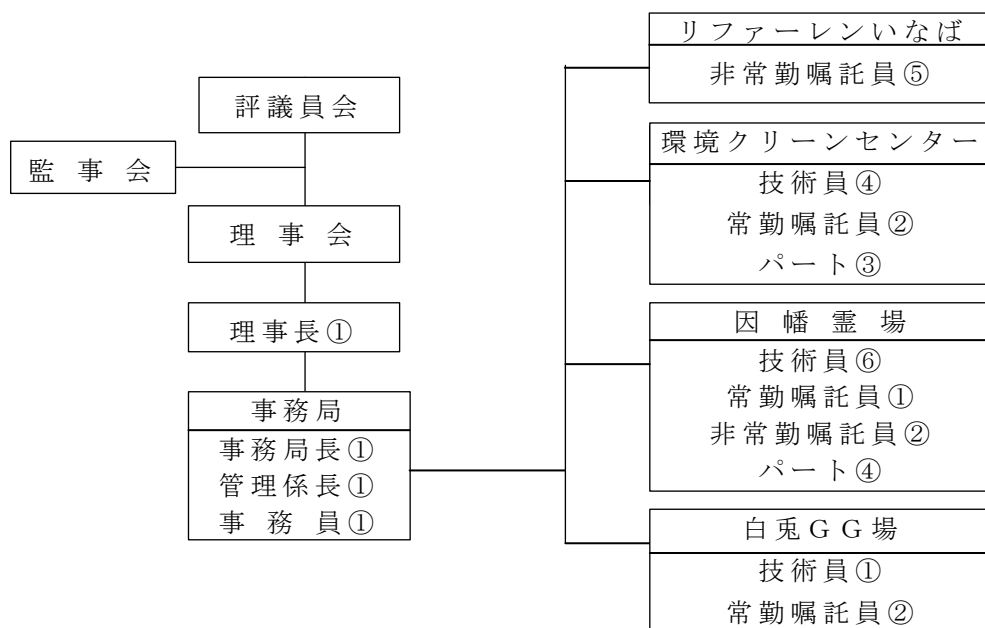 評議員会
監事会
理事会
理事長①
事務局
事務局長①
管理係長①
事務員①
リファーレンいなば
非常勤嘱託員⑤
環境クリーンセンター
技術員④
常勤嘱託員②
パート③
因幡霊場
技術員⑥
常勤嘱託員①
非常勤嘱託員②
パート④
白兎GG場
技術員①
常勤嘱託員②